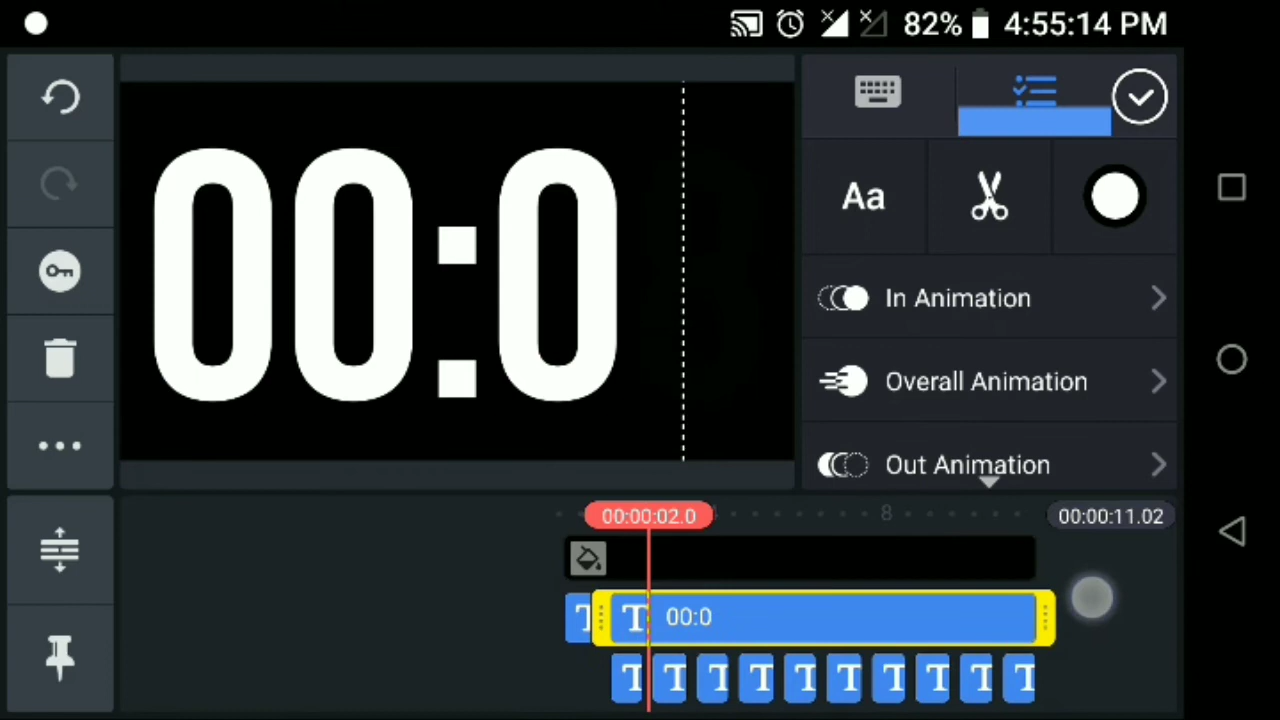 82% 4:55:14 PM
00:0
Aa
In Animation
Overall Animation
Out Animation
00:00:02.0
8
00:00:11.02
T
T 00:0
T T T T T T T T T T